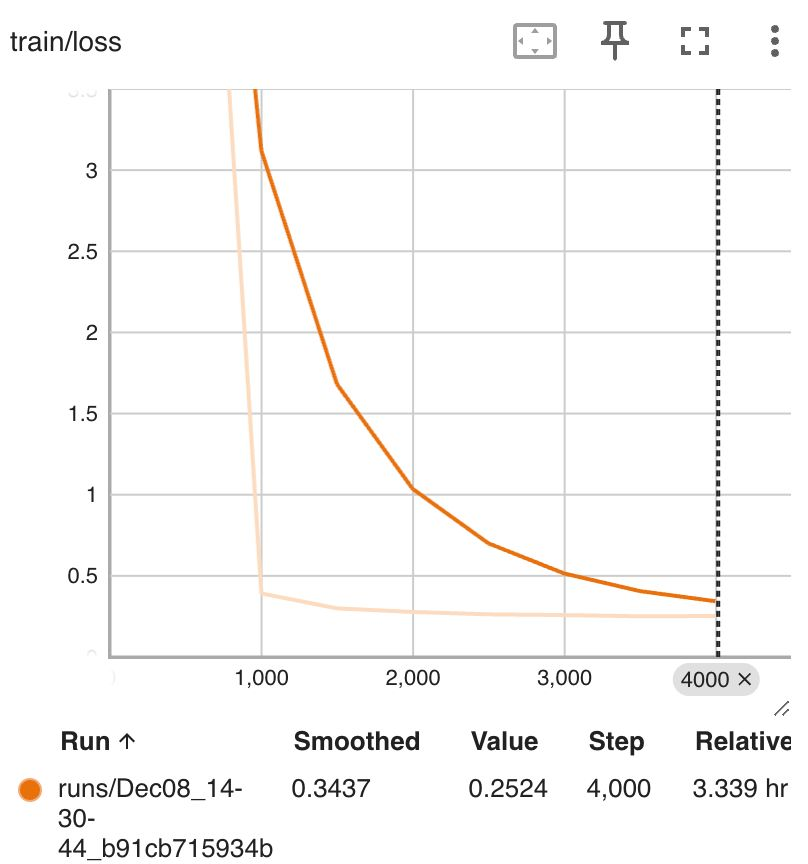 train/loss
3
2.5
2
1.5
1
0.5
1,000 2,000 3,000 4000 ×
Run ↑ Smoothed Value Step Relative
runs/Dec08_14- 0.3437 0.2524 4,000 3.339 hr
30-
44_b91cb715934b